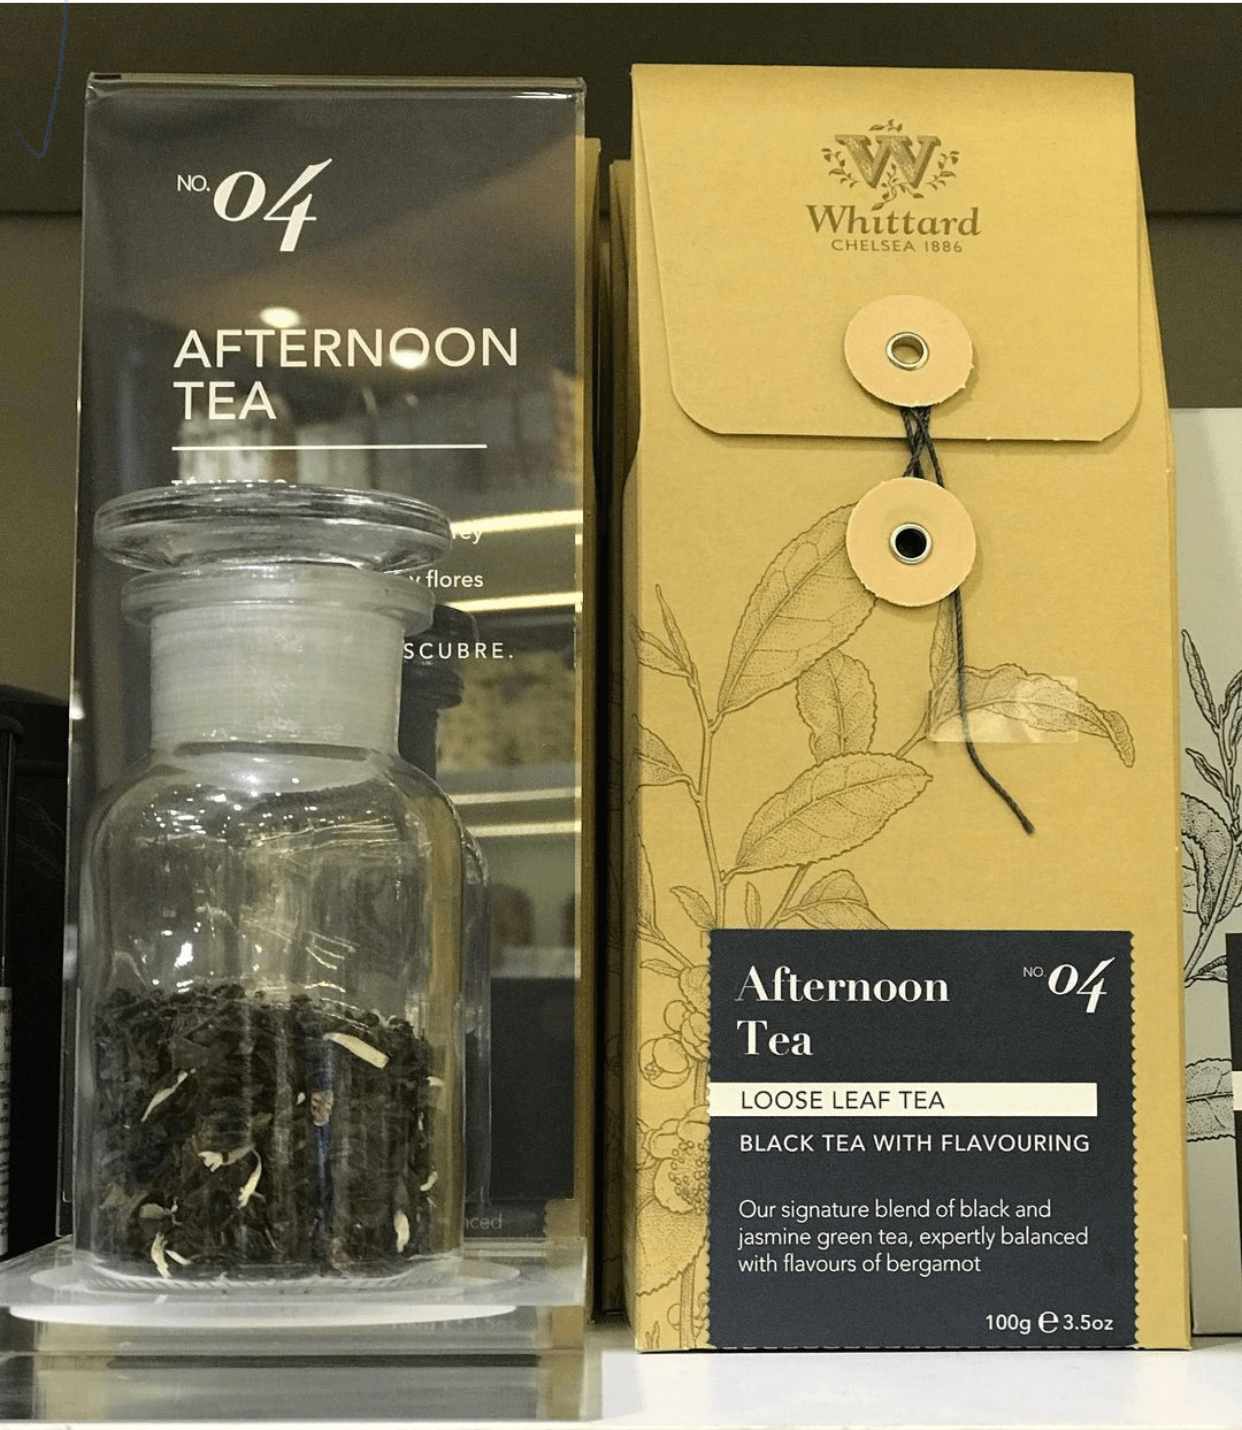 NO. 04
AFTERNOON
TEA
y flores
SCUBRE.
W
Whittard
CHELSEA 1886
Afternoon
Tea
NO. 04
LOOSE LEAF TEA
BLACK TEA WITH FLAVOURING
Our signature blend of black and
jasmine green tea, expertly balanced
with flavours of bergamot
100g ℮ 3.5oz